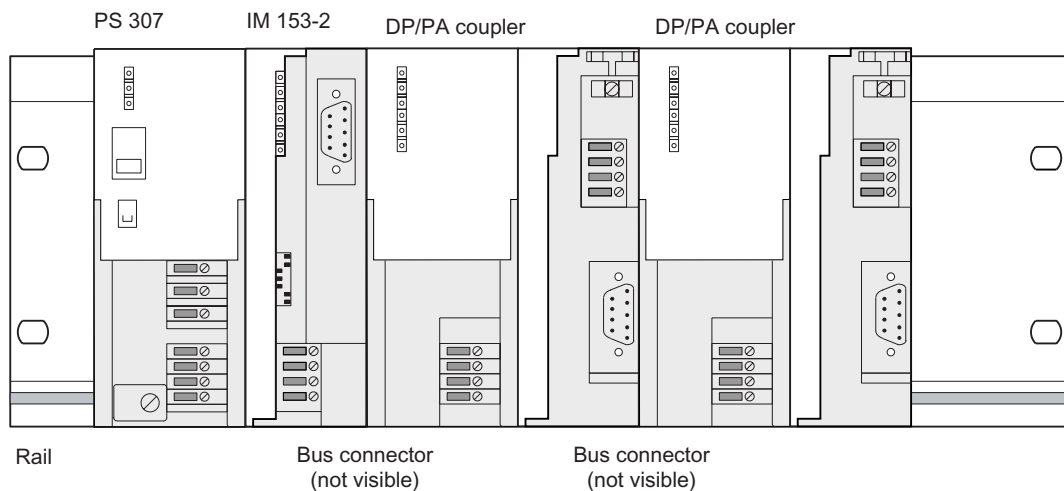 PS 307
IM 153-2
DP/PA coupler
DP/PA coupler
Rail
Bus connector
(not visible)
Bus connector
(not visible)